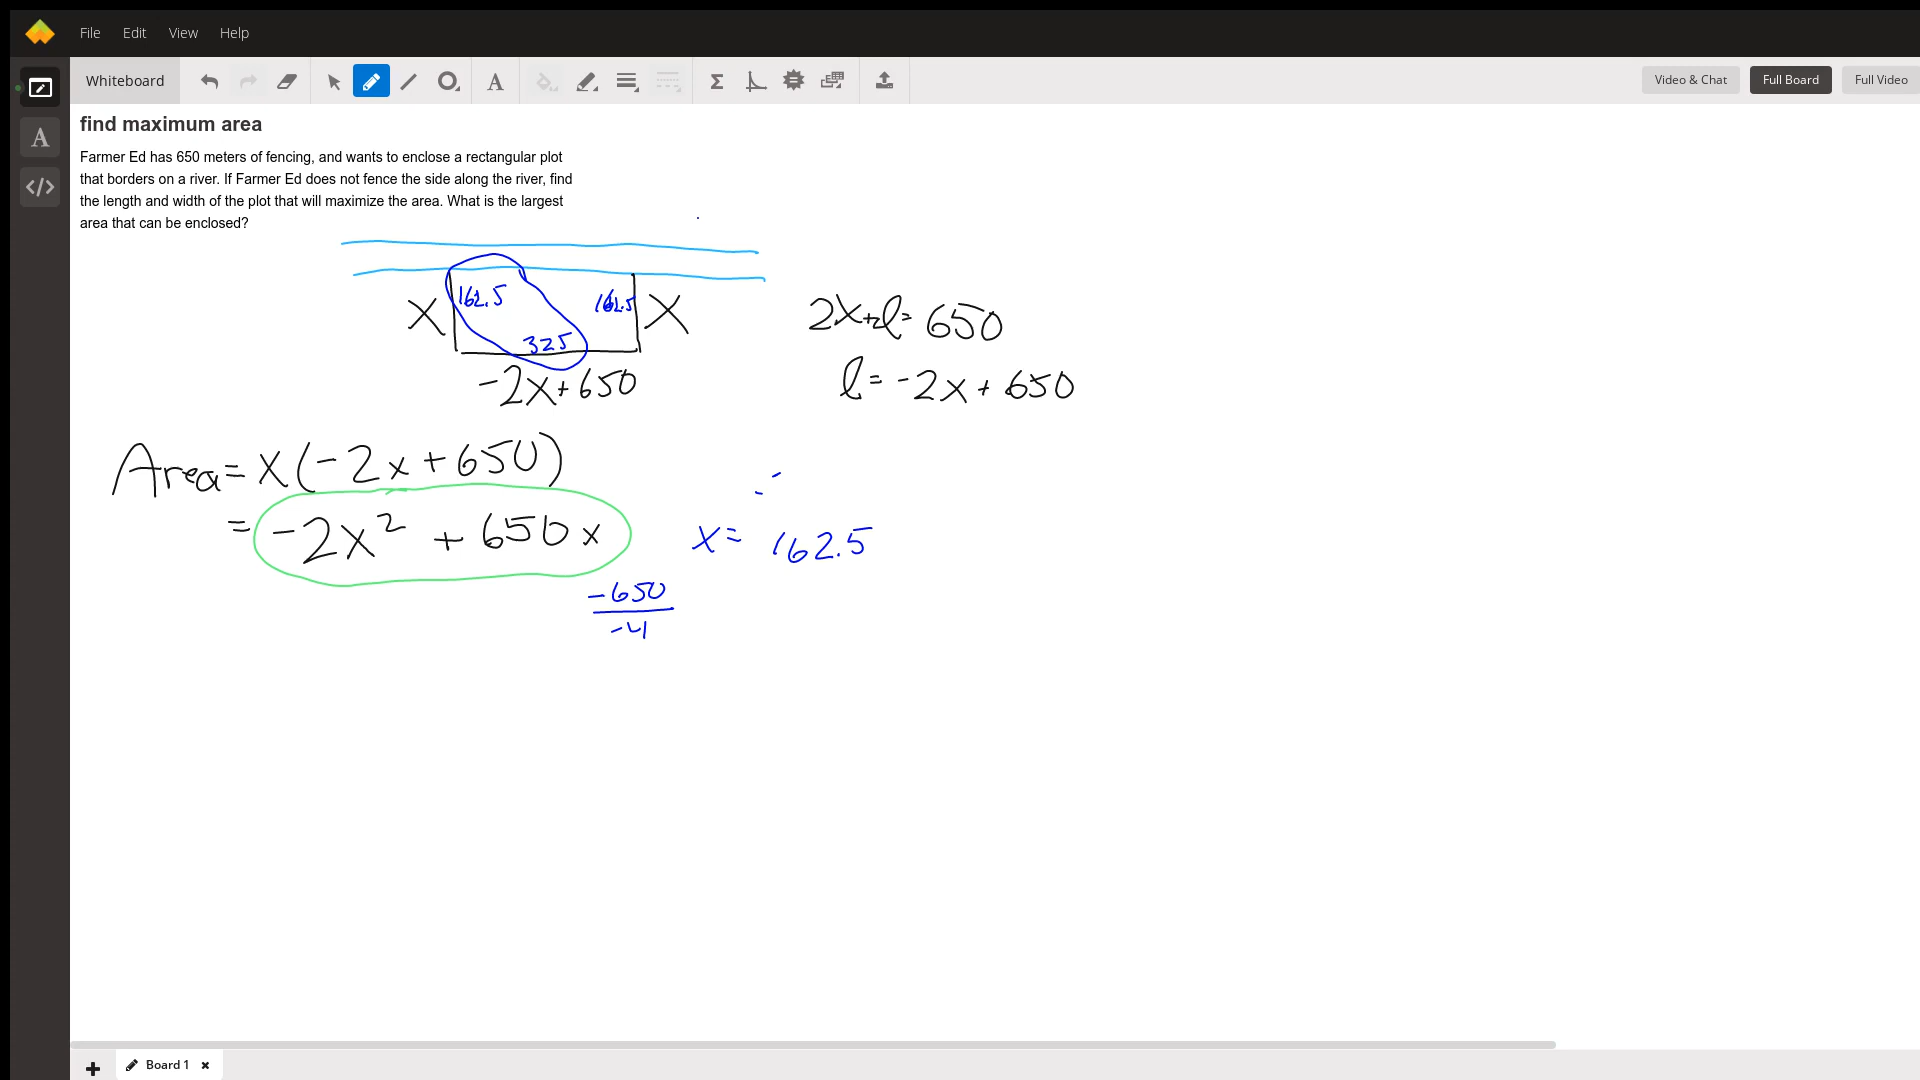 File Edit View Help
Whiteboard
A
Σ
Video & Chat Full Board Full Video
A
</>
find maximum area
Farmer Ed has 650 meters of fencing, and wants to enclose a rectangular plot
that borders on a river. If Farmer Ed does not fence the side along the river, find
the length and width of the plot that will maximize the area. What is the largest
area that can be enclosed?
X 162.5 162.5 X
325
-2x+650
2x+l=650
l=-2x+650
Area=x(-2x+650)
=-2x²+650x
x=162.5
-650
-4
Board 1